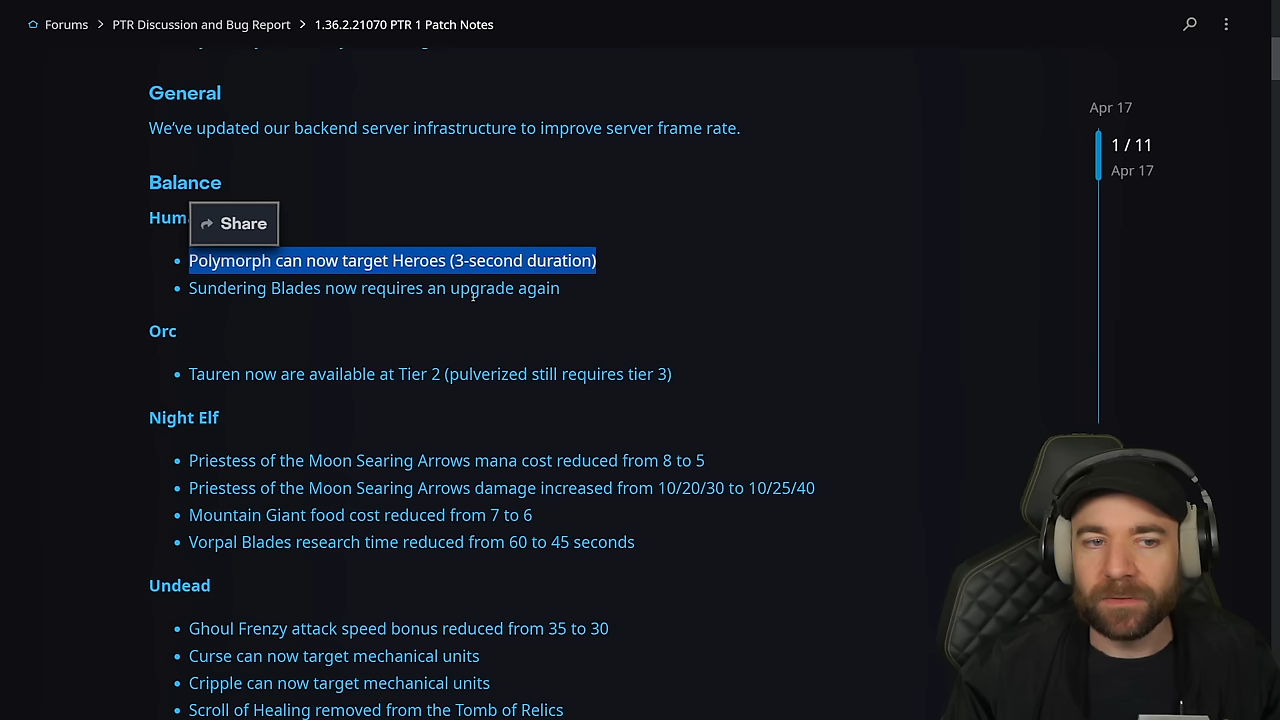 Forums > PTR Discussion and Bug Report > 1.36.2.21070 PTR 1 Patch Notes
General
We've updated our backend server infrastructure to improve server frame rate.
Balance
Hum
Share
• Polymorph can now target Heroes (3-second duration)
• Sundering Blades now requires an upgrade again
Orc
• Tauren now are available at Tier 2 (pulverized still requires tier 3)
Night Elf
• Priestess of the Moon Searing Arrows mana cost reduced from 8 to 5
• Priestess of the Moon Searing Arrows damage increased from 10/20/30 to 10/25/40
• Mountain Giant food cost reduced from 7 to 6
• Vorpal Blades research time reduced from 60 to 45 seconds
Undead
• Ghoul Frenzy attack speed bonus reduced from 35 to 30
• Curse can now target mechanical units
• Cripple can now target mechanical units
• Scroll of Healing removed from the Tomb of Relics
Apr 17
1 / 11
Apr 17